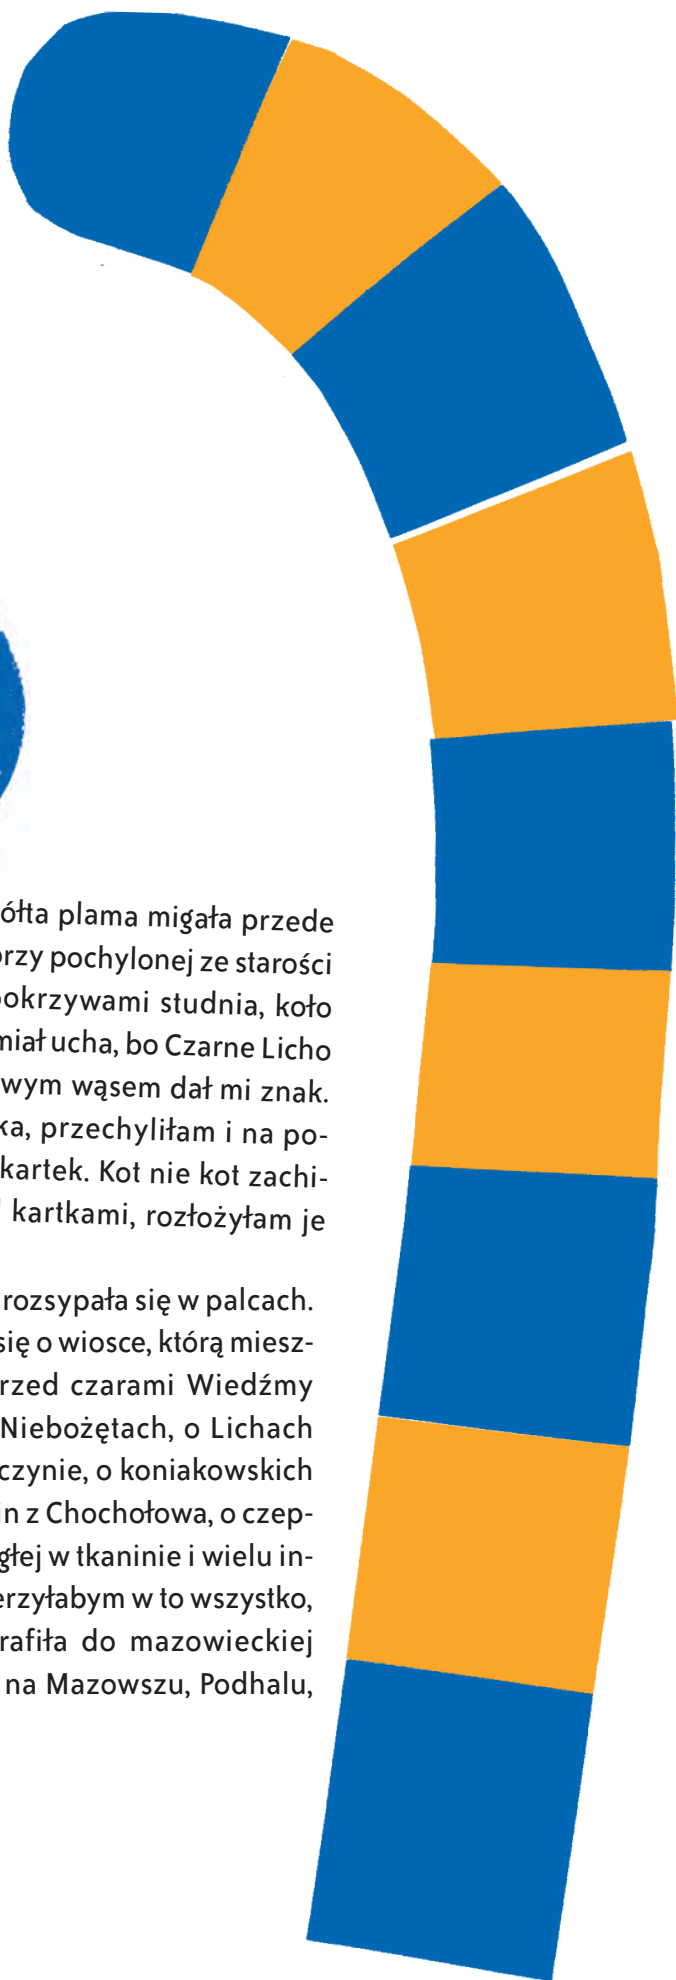 ółta plama migała przede
przy pochylonej ze starości
pokrzywami studnia, koło
miał ucha, bo Czarne Licho
wym wąsem dał mi znak.
ka, przechyliłam i na po-
kartek. Kot nie kot zachi-
kartkami, rozłożyłam je
rozsypała się w palcach.
się o wiosce, którą miesz-
rzed czarami Wiedźmy
Niebożętach, o Lichach
czynie, o koniakowskich
in z Chochołowa, o czep-
głej w tkaninie i wielu in-
erzyłabym w to wszystko,
rafiła do mazowieckiej
na Mazowszu, Podhalu,